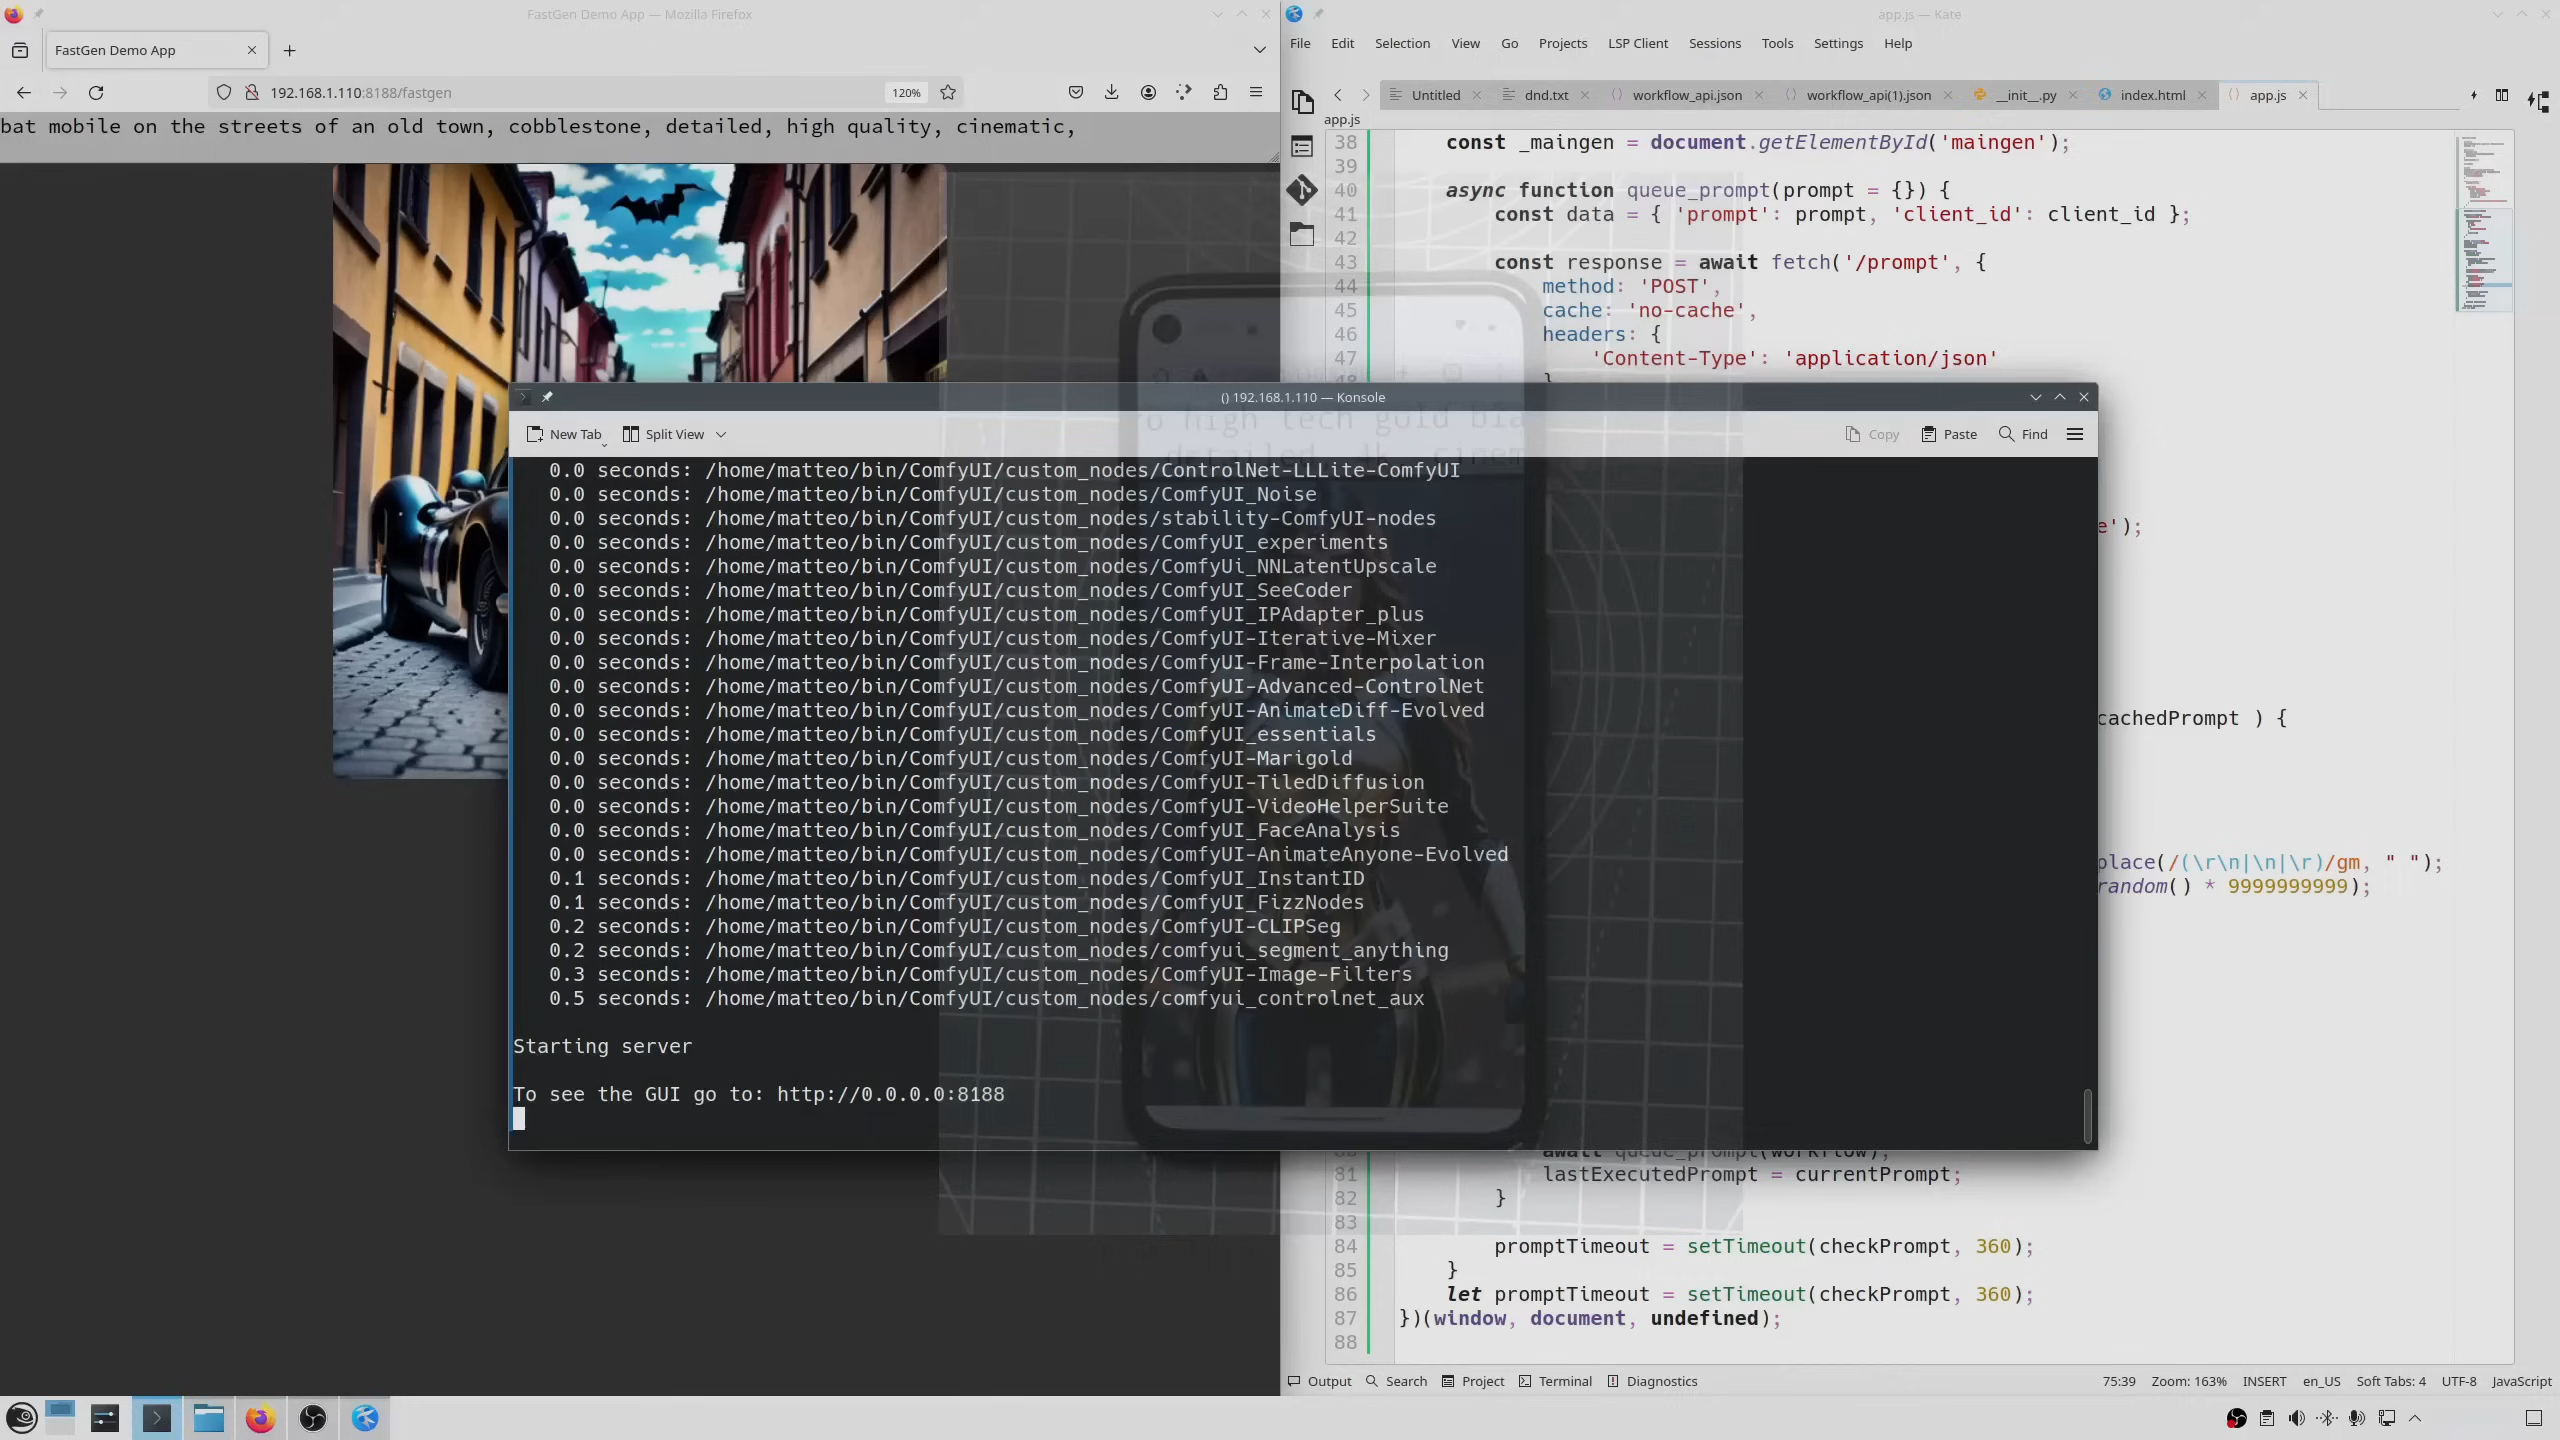 FastGen Demo App — Mozilla Firefox
FastGen Demo App
192.168.1.110:8188/fastgen
120%
bat mobile on the streets of an old town, cobblestone, detailed, high quality, cinematic,
app.js — Kate
File Edit Selection View Go Projects LSP Client Sessions Tools Settings Help
Untitled dnd.txt workflow_api.json workflow_api(1).json __init__.py index.html app.js
app.js
38 const _maingen = document.getElementById('maingen');
39
40 async function queue_prompt(prompt = {}) {
41 const data = { 'prompt': prompt, 'client_id': client_id };
42
43 const response = await fetch('/prompt', {
44 method: 'POST',
45 cache: 'no-cache',
46 headers: {
47 'Content-Type': 'application/json'
48 }
e');
cachedPrompt ) {
place(/(\r\n|\n|\r)/gm, " ");
random() * 9999999999);
await queue_prompt(workflow);
81 lastExecutedPrompt = currentPrompt;
82 }
83
84 promptTimeout = setTimeout(checkPrompt, 360);
85 }
86 let promptTimeout = setTimeout(checkPrompt, 360);
87 })(window, document, undefined);
88
Output Search Project Terminal Diagnostics
75:39 Zoom: 163% INSERT en_US Soft Tabs: 4 UTF-8 JavaScript
() 192.168.1.110 — Konsole
New Tab Split View Copy Paste Find
o high tech gold bla
detailed, 4k, cinem
0.0 seconds: /home/matteo/bin/ComfyUI/custom_nodes/ControlNet-LLLite-ComfyUI
0.0 seconds: /home/matteo/bin/ComfyUI/custom_nodes/ComfyUI_Noise
0.0 seconds: /home/matteo/bin/ComfyUI/custom_nodes/stability-ComfyUI-nodes
0.0 seconds: /home/matteo/bin/ComfyUI/custom_nodes/ComfyUI_experiments
0.0 seconds: /home/matteo/bin/ComfyUI/custom_nodes/ComfyUi_NNLatentUpscale
0.0 seconds: /home/matteo/bin/ComfyUI/custom_nodes/ComfyUI_SeeCoder
0.0 seconds: /home/matteo/bin/ComfyUI/custom_nodes/ComfyUI_IPAdapter_plus
0.0 seconds: /home/matteo/bin/ComfyUI/custom_nodes/ComfyUI-Iterative-Mixer
0.0 seconds: /home/matteo/bin/ComfyUI/custom_nodes/ComfyUI-Frame-Interpolation
0.0 seconds: /home/matteo/bin/ComfyUI/custom_nodes/ComfyUI-Advanced-ControlNet
0.0 seconds: /home/matteo/bin/ComfyUI/custom_nodes/ComfyUI-AnimateDiff-Evolved
0.0 seconds: /home/matteo/bin/ComfyUI/custom_nodes/ComfyUI_essentials
0.0 seconds: /home/matteo/bin/ComfyUI/custom_nodes/ComfyUI-Marigold
0.0 seconds: /home/matteo/bin/ComfyUI/custom_nodes/ComfyUI-TiledDiffusion
0.0 seconds: /home/matteo/bin/ComfyUI/custom_nodes/ComfyUI-VideoHelperSuite
0.0 seconds: /home/matteo/bin/ComfyUI/custom_nodes/ComfyUI_FaceAnalysis
0.0 seconds: /home/matteo/bin/ComfyUI/custom_nodes/ComfyUI-AnimateAnyone-Evolved
0.1 seconds: /home/matteo/bin/ComfyUI/custom_nodes/ComfyUI_InstantID
0.1 seconds: /home/matteo/bin/ComfyUI/custom_nodes/ComfyUI_FizzNodes
0.2 seconds: /home/matteo/bin/ComfyUI/custom_nodes/ComfyUI-CLIPSeg
0.2 seconds: /home/matteo/bin/ComfyUI/custom_nodes/comfyui_segment_anything
0.3 seconds: /home/matteo/bin/ComfyUI/custom_nodes/ComfyUI-Image-Filters
0.5 seconds: /home/matteo/bin/ComfyUI/custom_nodes/comfyui_controlnet_aux
Starting server
To see the GUI go to: http://0.0.0.0:8188